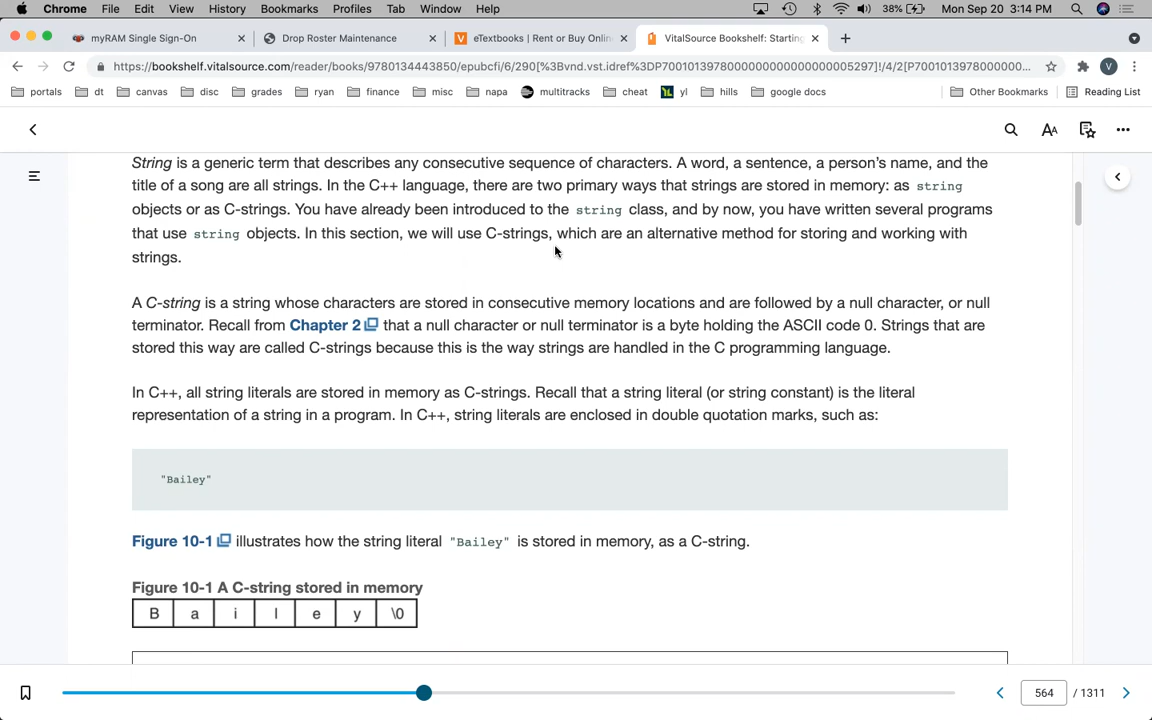 Chrome File Edit View History Bookmarks Profiles Tab Window Help 38% Mon Sep 20 3:14 PM
myRAM Single Sign-On Drop Roster Maintenance eTextbooks | Rent or Buy Onlin VitalSource Bookshelf: Starting
https://bookshelf.vitalsource.com/reader/books/9780134443850/epubcfi/6/290[%3Bvnd.vst.idref%3DP7001013978000000000000000005297]!/4/2[P70010139780000000...
portals dt canvas disc grades ryan finance misc napa multitracks cheat yl hills google docs Other Bookmarks Reading List
String is a generic term that describes any consecutive sequence of characters. A word, a sentence, a person's name, and the
title of a song are all strings. In the C++ language, there are two primary ways that strings are stored in memory: as string
objects or as C-strings. You have already been introduced to the string class, and by now, you have written several programs
that use string objects. In this section, we will use C-strings, which are an alternative method for storing and working with
strings.
A C-string is a string whose characters are stored in consecutive memory locations and are followed by a null character, or null
terminator. Recall from Chapter 2 that a null character or null terminator is a byte holding the ASCII code 0. Strings that are
stored this way are called C-strings because this is the way strings are handled in the C programming language.
In C++, all string literals are stored in memory as C-strings. Recall that a string literal (or string constant) is the literal
representation of a string in a program. In C++, string literals are enclosed in double quotation marks, such as:
"Bailey"
Figure 10-1 illustrates how the string literal "Bailey" is stored in memory, as a C-string.
Figure 10-1 A C-string stored in memory
B a i l e y \0
564 / 1311